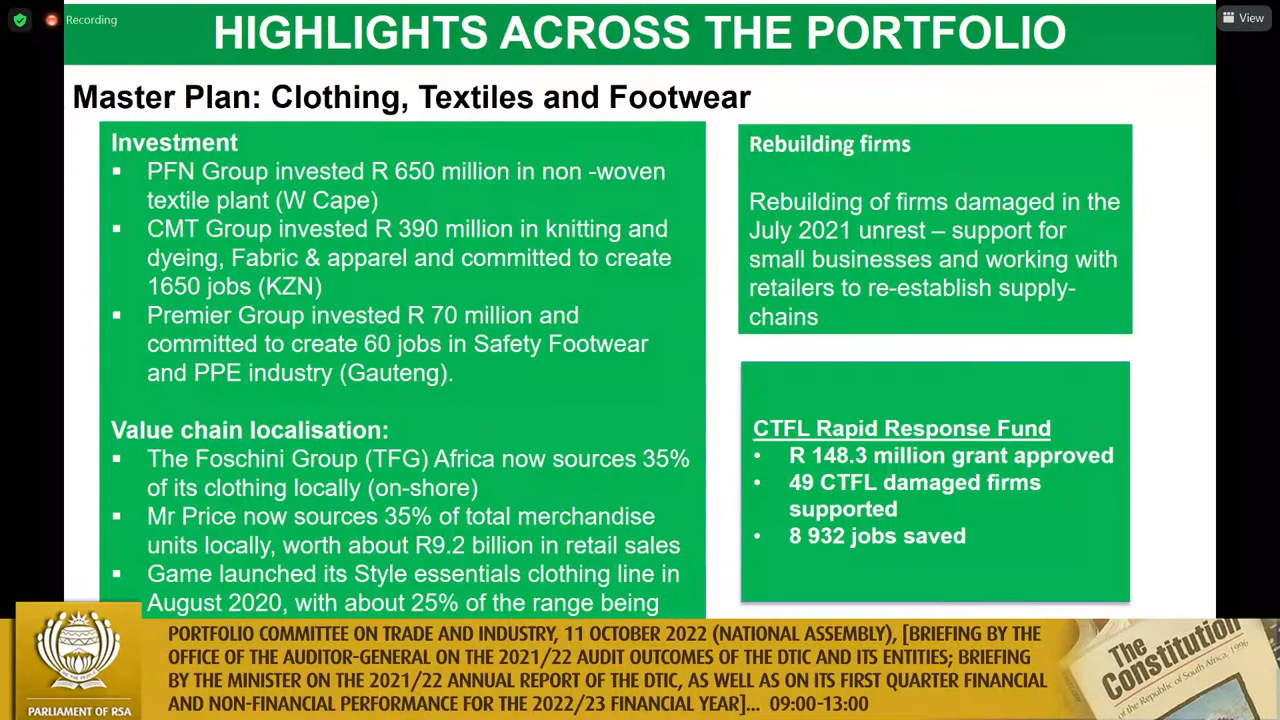 Recording
View
HIGHLIGHTS ACROSS THE PORTFOLIO
Master Plan: Clothing, Textiles and Footwear
Investment
▪ PFN Group invested R 650 million in non -woven
textile plant (W Cape)
▪ CMT Group invested R 390 million in knitting and
dyeing, Fabric & apparel and committed to create
1650 jobs (KZN)
▪ Premier Group invested R 70 million and
committed to create 60 jobs in Safety Footwear
and PPE industry (Gauteng).
Value chain localisation:
▪ The Foschini Group (TFG) Africa now sources 35%
of its clothing locally (on-shore)
▪ Mr Price now sources 35% of total merchandise
units locally, worth about R9.2 billion in retail sales
▪ Game launched its Style essentials clothing line in
August 2020, with about 25% of the range being
Rebuilding firms
Rebuilding of firms damaged in the
July 2021 unrest – support for
small businesses and working with
retailers to re-establish supply-
chains
CTFL Rapid Response Fund
• R 148.3 million grant approved
• 49 CTFL damaged firms
supported
• 8 932 jobs saved
PARLIAMENT OF RSA
PORTFOLIO COMMITTEE ON TRADE AND INDUSTRY, 11 OCTOBER 2022 (NATIONAL ASSEMBLY), [BRIEFING BY THE
OFFICE OF THE AUDITOR-GENERAL ON THE 2021/22 AUDIT OUTCOMES OF THE DTIC AND ITS ENTITIES; BRIEFING
BY THE MINISTER ON THE 2021/22 ANNUAL REPORT OF THE DTIC, AS WELL AS ON ITS FIRST QUARTER FINANCIAL
AND NON-FINANCIAL PERFORMANCE FOR THE 2022/23 FINANCIAL YEAR]... 09:00-13:00
The
Constitution
of the Republic of South Africa, 1996